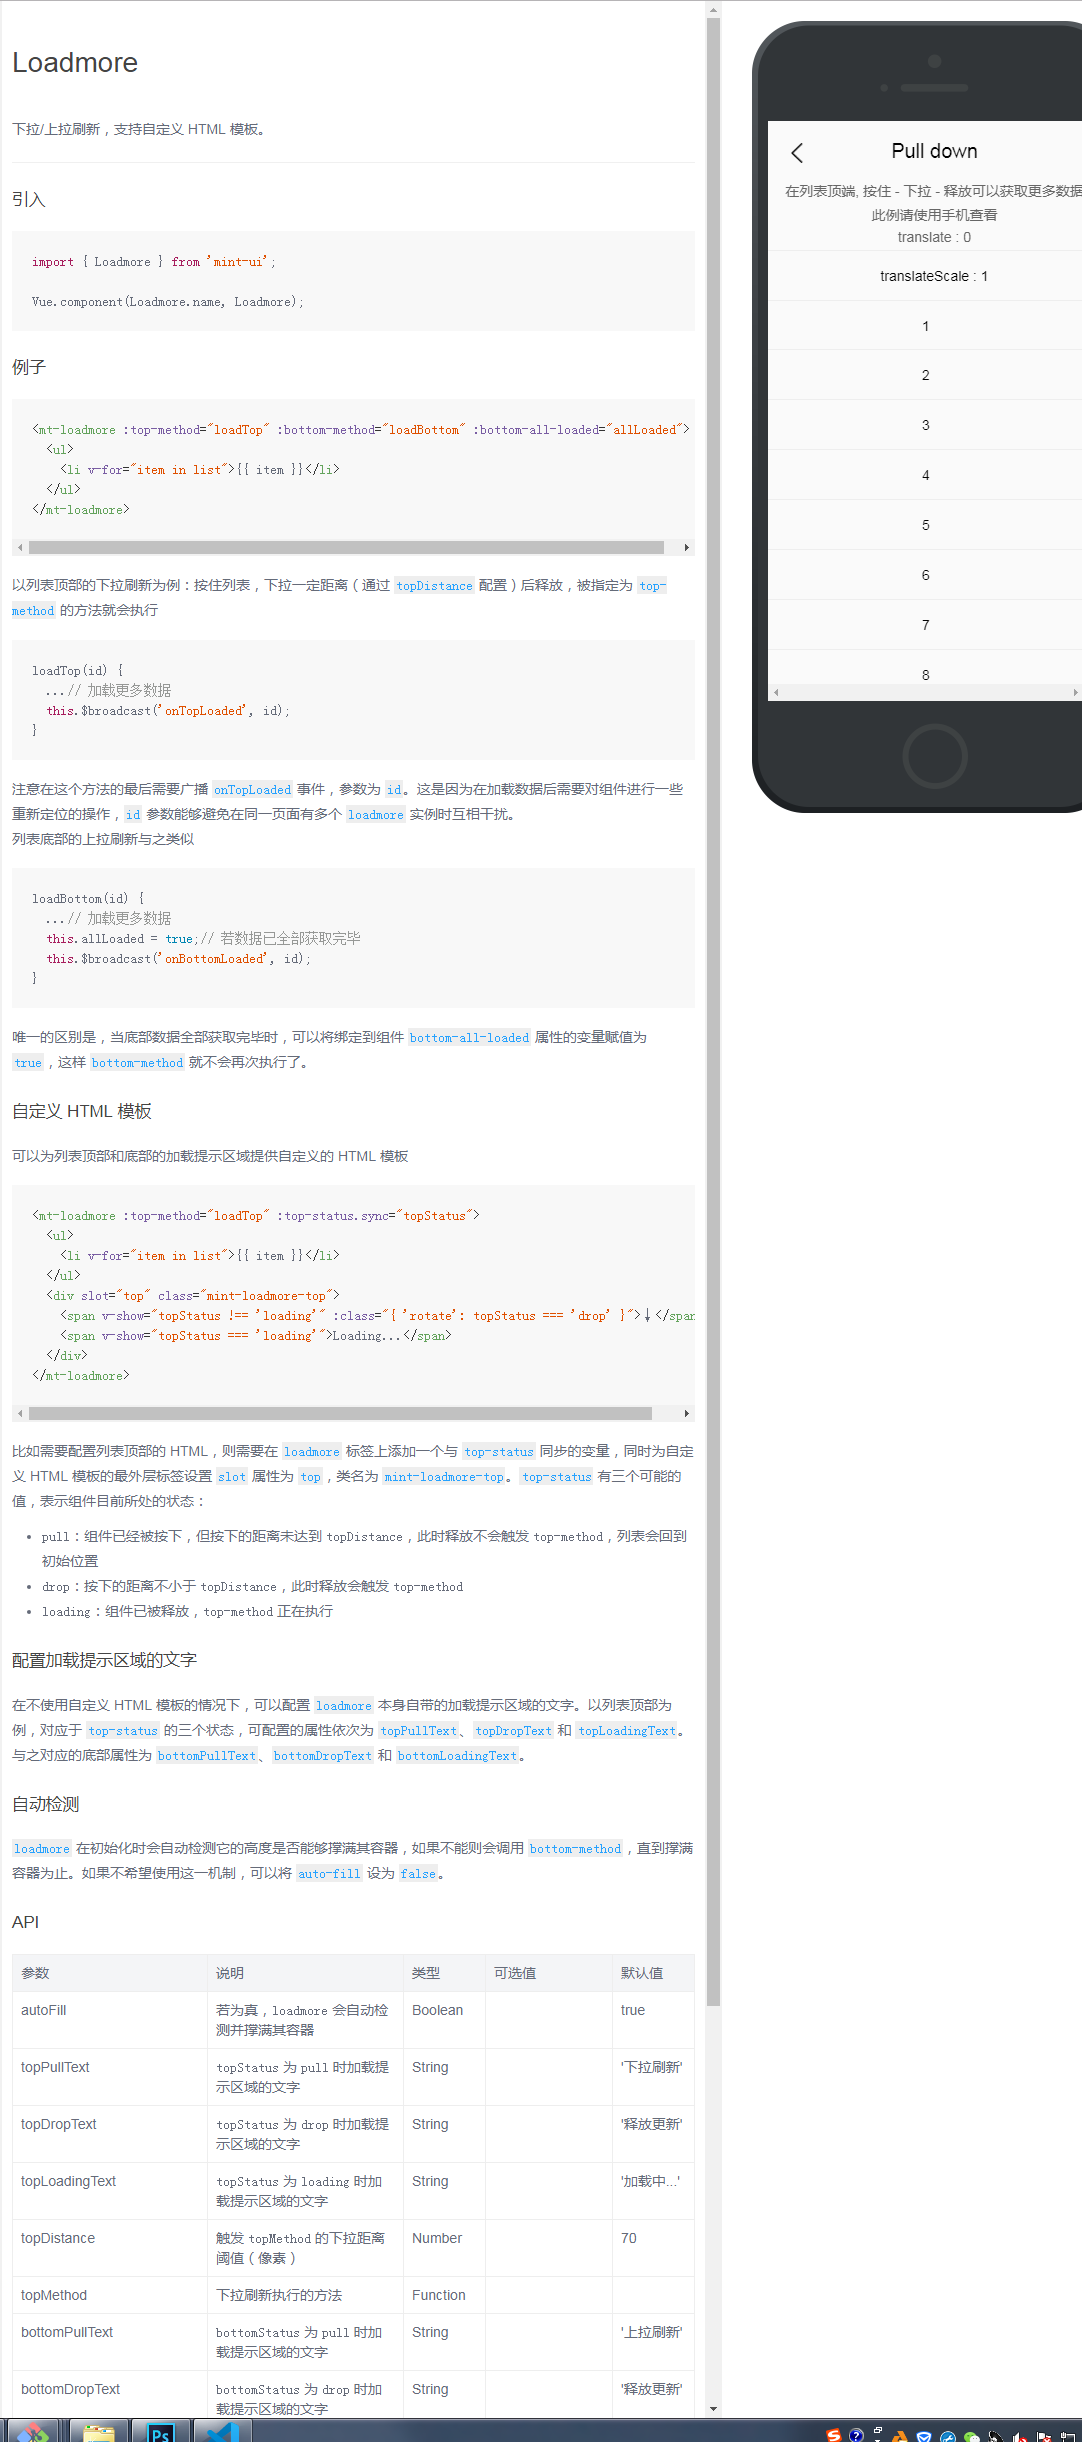 Loadmore
下拉/上拉刷新，支持自定义 HTML 模板。
引入
import { Loadmore } from 'mint-ui';
Vue.component(Loadmore.name, Loadmore);
例子
<mt-loadmore :top-method="loadTop" :bottom-method="loadBottom" :bottom-all-loaded="allLoaded">
<ul>
<li v-for="item in list">{{ item }}</li>
</ul>
</mt-loadmore>
以列表顶部的下拉刷新为例：按住列表，下拉一定距离（通过 topDistance 配置）后释放，被指定为 top-
method 的方法就会执行
loadTop(id) {
...// 加载更多数据
this.$broadcast('onTopLoaded', id);
}
注意在这个方法的最后需要广播 onTopLoaded 事件，参数为 id。这是因为在加载数据后需要对组件进行一些
重新定位的操作，id 参数能够避免在同一页面有多个 loadmore 实例时互相干扰。
列表底部的上拉刷新与之类似
loadBottom(id) {
...// 加载更多数据
this.allLoaded = true;// 若数据已全部获取完毕
this.$broadcast('onBottomLoaded', id);
}
唯一的区别是，当底部数据全部获取完毕时，可以将绑定到组件 bottom-all-loaded 属性的变量赋值为
true，这样 bottom-method 就不会再次执行了。
自定义 HTML 模板
可以为列表顶部和底部的加载提示区域提供自定义的 HTML 模板
<mt-loadmore :top-method="loadTop" :top-status.sync="topStatus">
<ul>
<li v-for="item in list">{{ item }}</li>
</ul>
<div slot="top" class="mint-loadmore-top">
<span v-show="topStatus !== 'loading'" :class="{ 'rotate': topStatus === 'drop' }">↓</span
<span v-show="topStatus === 'loading'">Loading...</span>
</div>
</mt-loadmore>
比如需要配置列表顶部的 HTML，则需要在 loadmore 标签上添加一个与 top-status 同步的变量，同时为自定
义 HTML 模板的最外层标签设置 slot 属性为 top，类名为 mint-loadmore-top。top-status 有三个可能的
值，表示组件目前所处的状态：
• pull：组件已经被按下，但按下的距离未达到 topDistance，此时释放不会触发 top-method，列表会回到
初始位置
• drop：按下的距离不小于 topDistance，此时释放会触发 top-method
• loading：组件已被释放，top-method 正在执行
配置加载提示区域的文字
在不使用自定义 HTML 模板的情况下，可以配置 loadmore 本身自带的加载提示区域的文字。以列表顶部为
例，对应于 top-status 的三个状态，可配置的属性依次为 topPullText、topDropText 和 topLoadingText。
与之对应的底部属性为 bottomPullText、bottomDropText 和 bottomLoadingText。
自动检测
loadmore 在初始化时会自动检测它的高度是否能够撑满其容器，如果不能则会调用 bottom-method，直到撑满
容器为止。如果不希望使用这一机制，可以将 auto-fill 设为 false。
API
参数 说明 类型 可选值 默认值
autoFill 若为真，loadmore 会自动检 Boolean true
测并撑满其容器
topPullText topStatus 为 pull 时加载提 String '下拉刷新'
示区域的文字
topDropText topStatus 为 drop 时加载提 String '释放更新'
示区域的文字
topLoadingText topStatus 为 loading 时加 String '加载中...'
载提示区域的文字
topDistance 触发 topMethod 的下拉距离 Number 70
阈值（像素）
topMethod 下拉刷新执行的方法 Function
bottomPullText bottomStatus 为 pull 时加 String '上拉刷新'
载提示区域的文字
bottomDropText bottomStatus 为 drop 时加 String '释放更新'
载提示区域的文字
Pull down
在列表顶端, 按住 - 下拉 - 释放可以获取更多数据
此例请使用手机查看
translate : 0
translateScale : 1
1
2
3
4
5
6
7
8
Ps